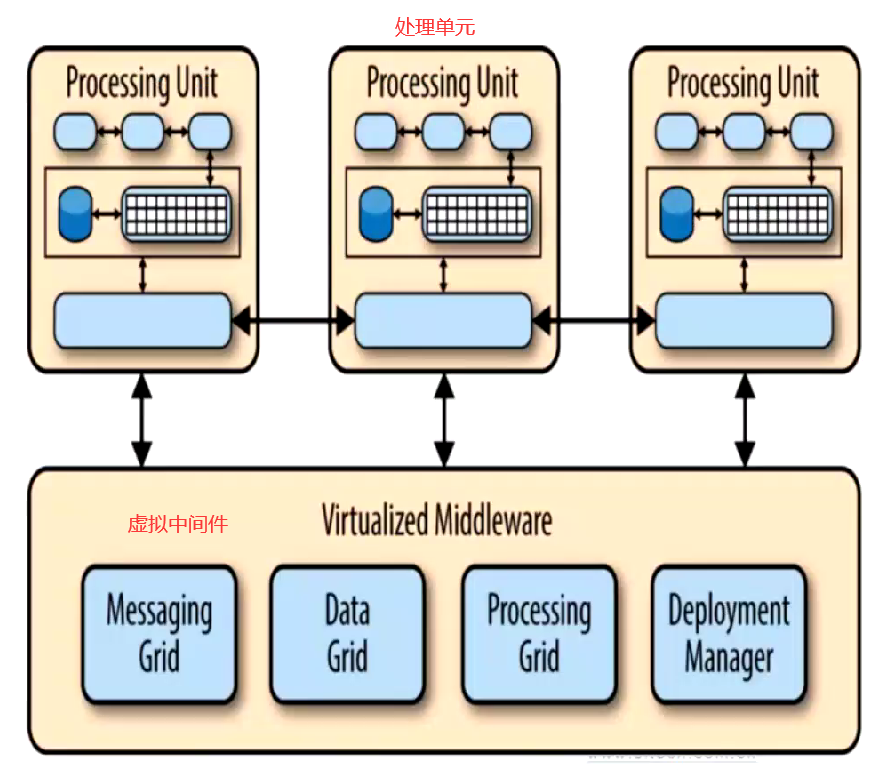 处理单元
Processing Unit
Processing Unit
Processing Unit
虚拟中间件
Virtualized Middleware
Messaging
Grid
Data
Grid
Processing
Grid
Deployment
Manager